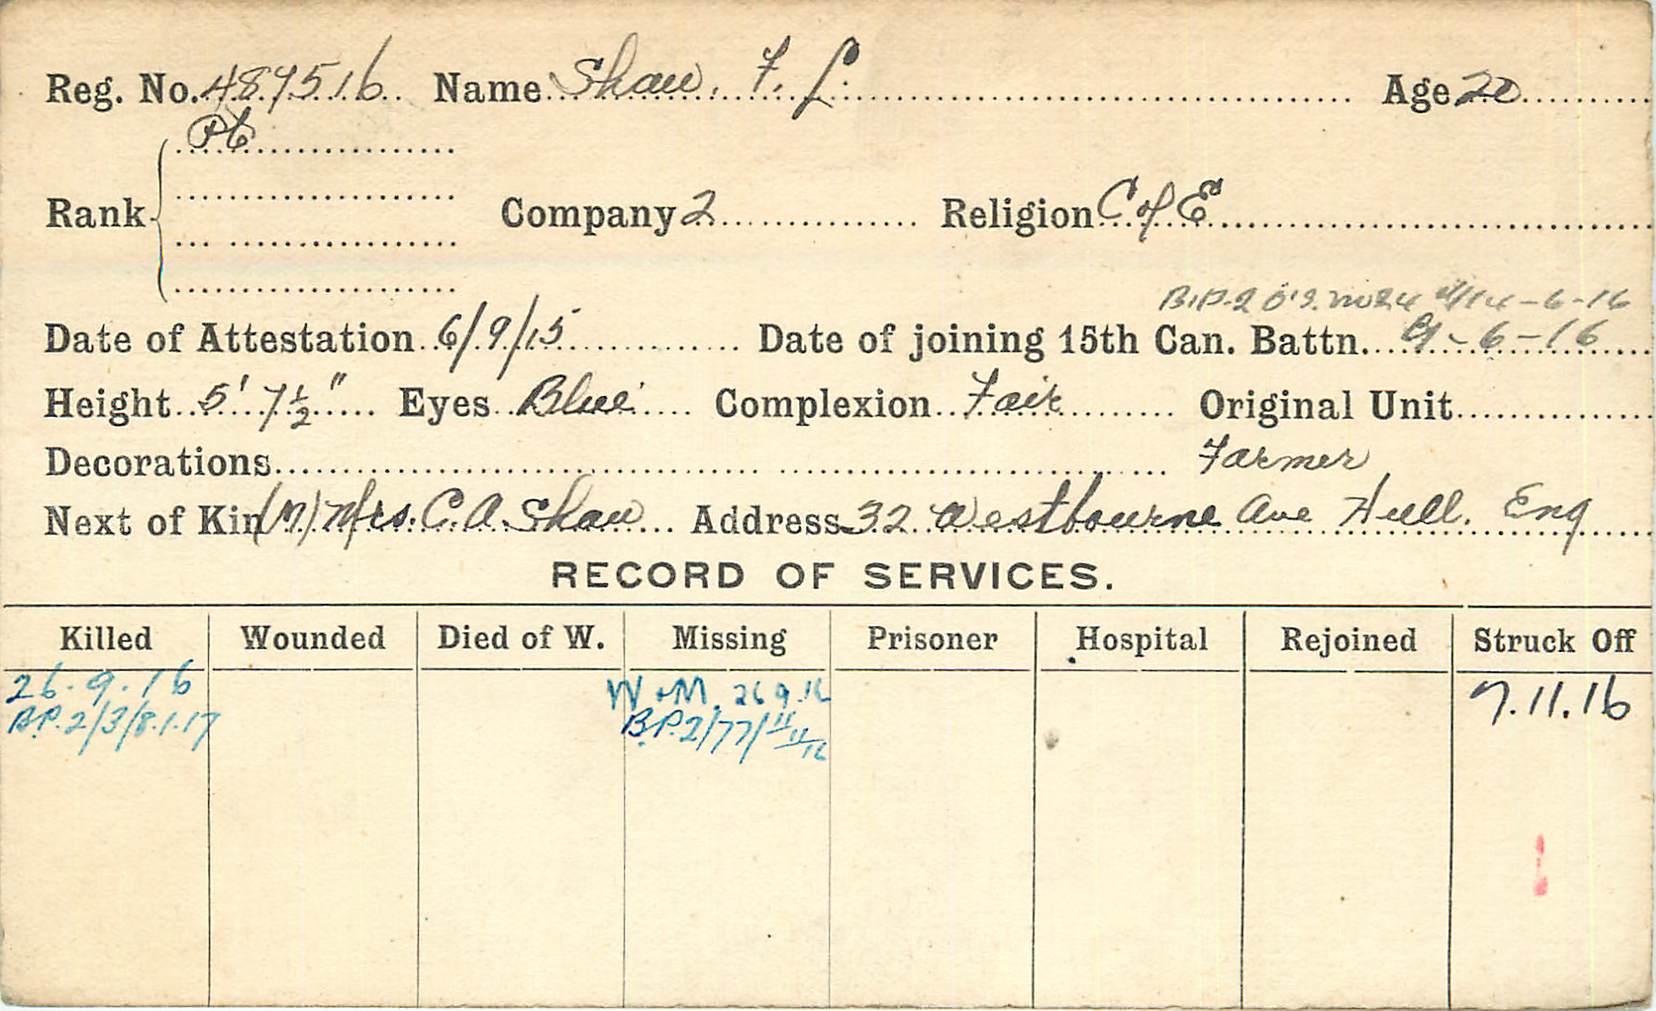 Reg. No. 487516 Name Shaw, F. L. Age 20
Pte
Rank Company 2 Religion C of E
B.P.2 O's. 14-6-16
Date of Attestation 6/9/15 Date of joining 15th Can. Battn. 9-6-16
Height 5' 7½" Eyes Blue Complexion Fair Original Unit
Decorations Farmer
Next of Kin (M) Mrs. C. A. Shaw Address 32 Westbourne Ave Hull. Eng
RECORD OF SERVICES.
Killed Wounded Died of W. Missing Prisoner Hospital Rejoined Struck Off
26.9.16 W & M. 26 9.16 7.11.16
B.P.2/3/8.1.17 B.P.2/77/11/11/16